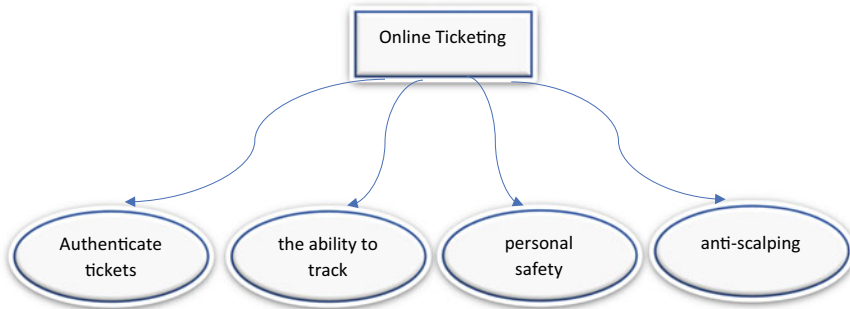 Online Ticketing
Authenticate
tickets
the ability to
track
personal
safety
anti-scalping